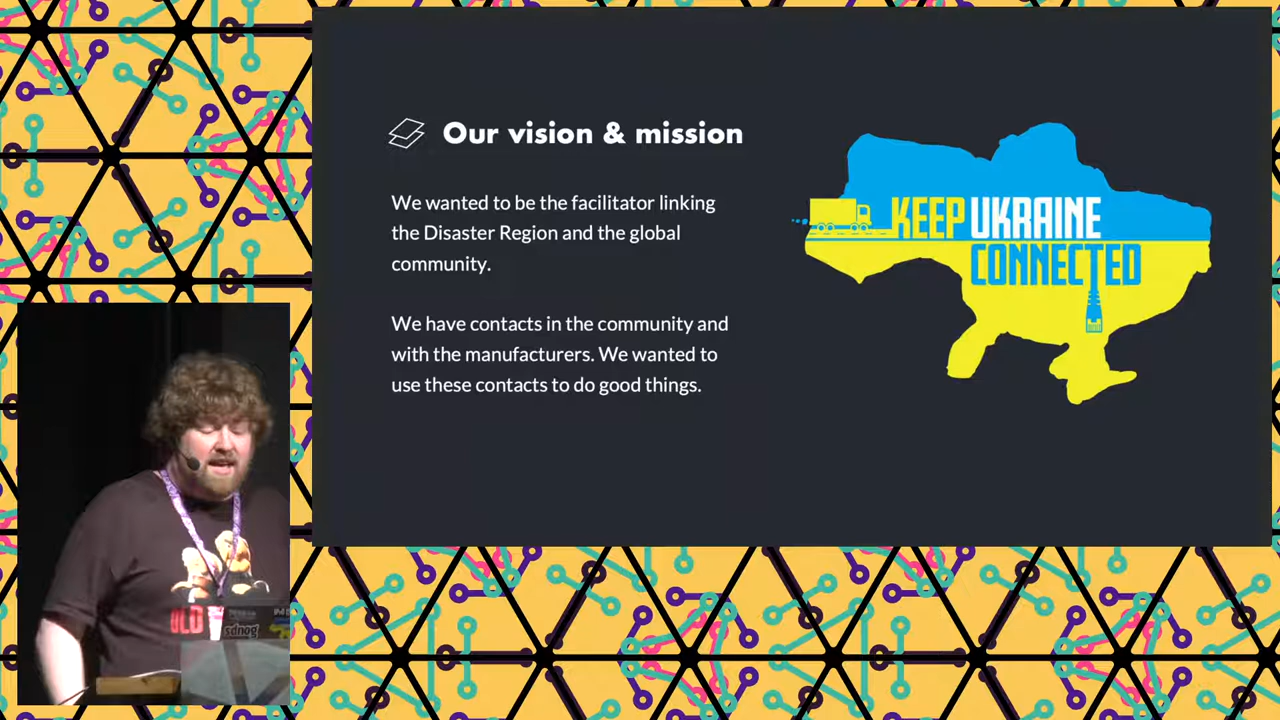 Our vision & mission
We wanted to be the facilitator linking
the Disaster Region and the global
community.
We have contacts in the community and
with the manufacturers. We wanted to
use these contacts to do good things.
KEEP UKRAINE
CONNECTED
OLD
sdnog